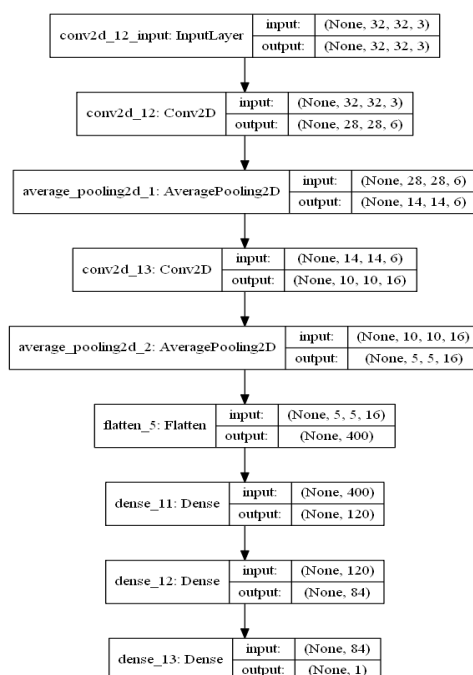 conv2d_12_input: InputLayer
input: (None, 32, 32, 3)
output: (None, 32, 32, 3)
conv2d_12: Conv2D
input: (None, 32, 32, 3)
output: (None, 28, 28, 6)
average_pooling2d_1: AveragePooling2D
input: (None, 28, 28, 6)
output: (None, 14, 14, 6)
conv2d_13: Conv2D
input: (None, 14, 14, 6)
output: (None, 10, 10, 16)
average_pooling2d_2: AveragePooling2D
input: (None, 10, 10, 16)
output: (None, 5, 5, 16)
flatten_5: Flatten
input: (None, 5, 5, 16)
output: (None, 400)
dense_11: Dense
input: (None, 400)
output: (None, 120)
dense_12: Dense
input: (None, 120)
output: (None, 84)
dense_13: Dense
input: (None, 84)
output: (None, 1)